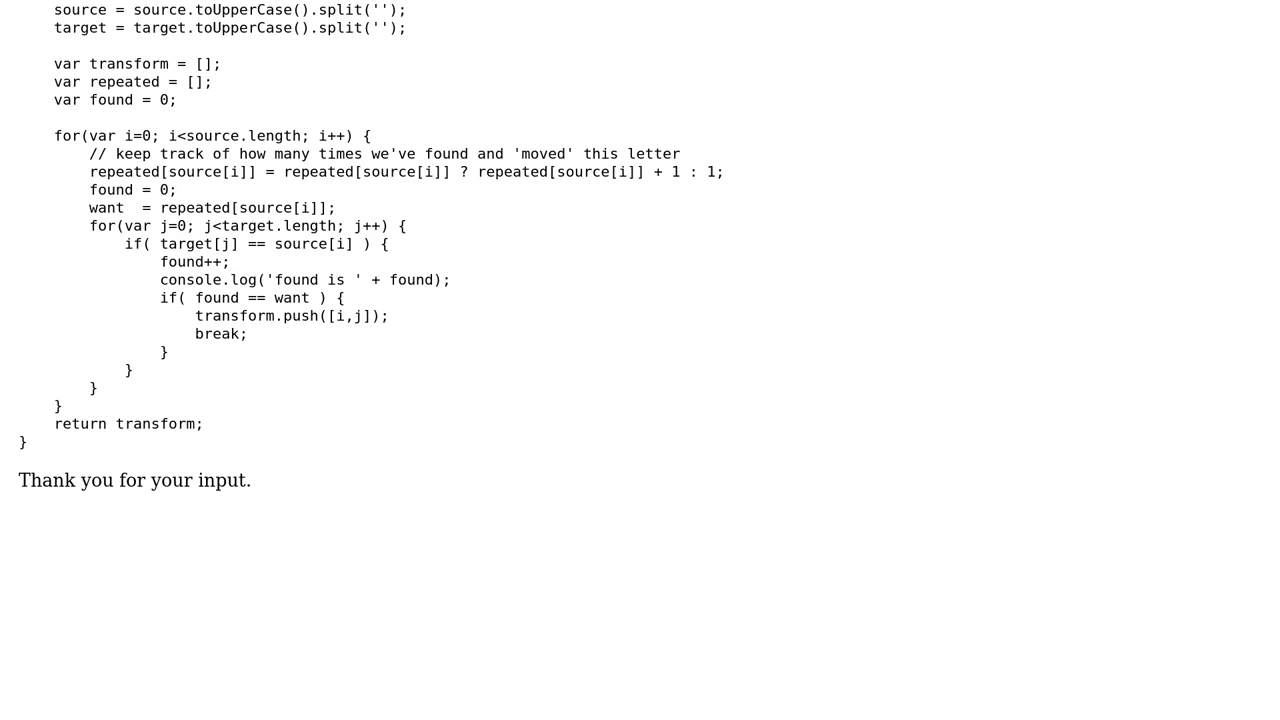 source = source.toUpperCase().split('');
    target = target.toUpperCase().split('');

    var transform = [];
    var repeated = [];
    var found = 0;

    for(var i=0; i<source.length; i++) {
        // keep track of how many times we've found and 'moved' this letter
        repeated[source[i]] = repeated[source[i]] ? repeated[source[i]] + 1 : 1;
        found = 0;
        want  = repeated[source[i]];
        for(var j=0; j<target.length; j++) {
            if( target[j] == source[i] ) {
                found++;
                console.log('found is ' + found);
                if( found == want ) {
                    transform.push([i,j]);
                    break;
                }
            }
        }
    }
    return transform;
}
Thank you for your input.